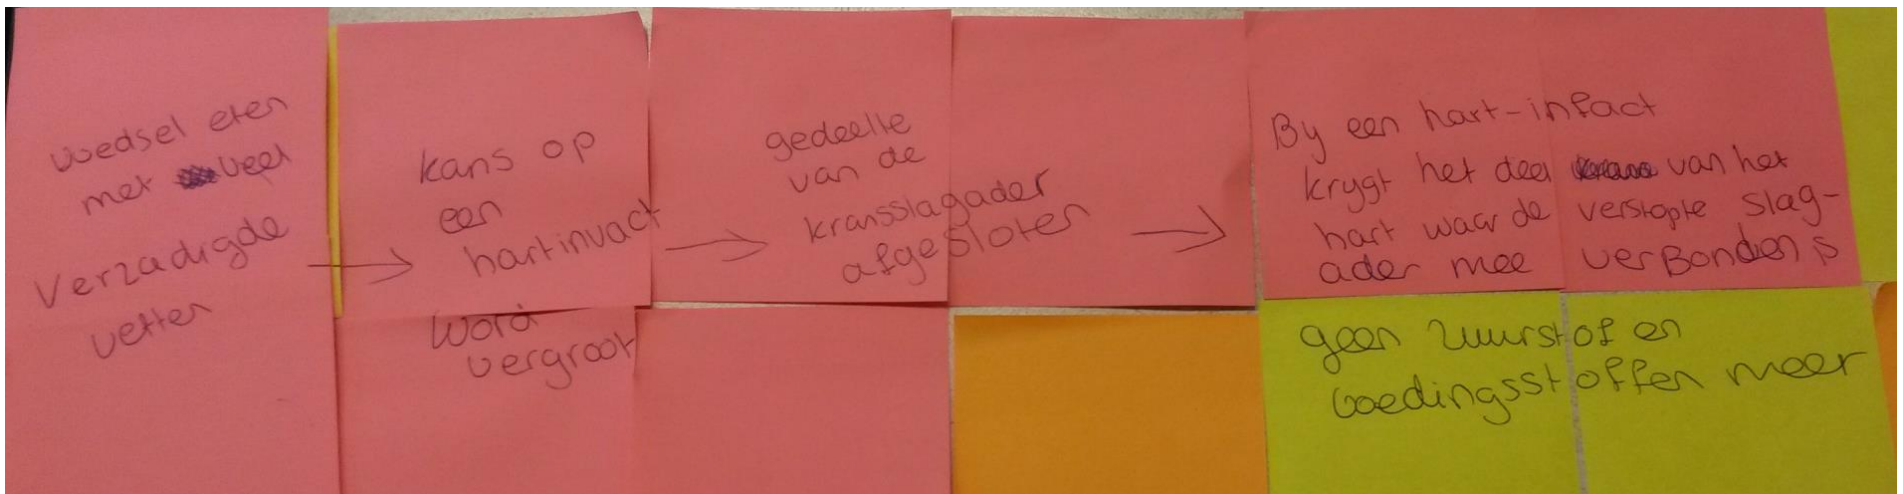 voedsel eten
met veel
verzadigde
vetten
→
kans op
een
hartinvact
word
vergroot
→
gedeelte
van de
kransslagader
afgesloten
→
By een hart-infact
krygt het deel van het
hart waar de verstopte slag-
ader mee verBonden is
geen zuurstof en
voedingsstoffen meer